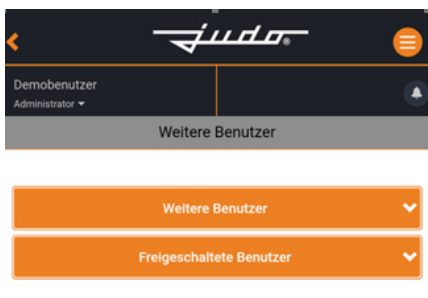 judo®
Demobenutzer
Administrator
Weitere Benutzer
Weitere Benutzer
Freigeschaltete Benutzer